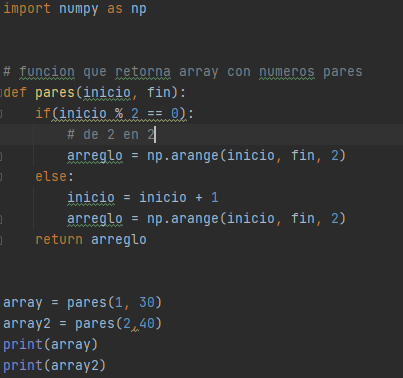 import numpy as np
# funcion que retorna array con numeros pares
def pares(inicio, fin):
    if(inicio % 2 == 0):
        # de 2 en 2
        arreglo = np.arange(inicio, fin, 2)
    else:
        inicio = inicio + 1
        arreglo = np.arange(inicio, fin, 2)
    return arreglo
array = pares(1, 30)
array2 = pares(2,40)
print(array)
print(array2)